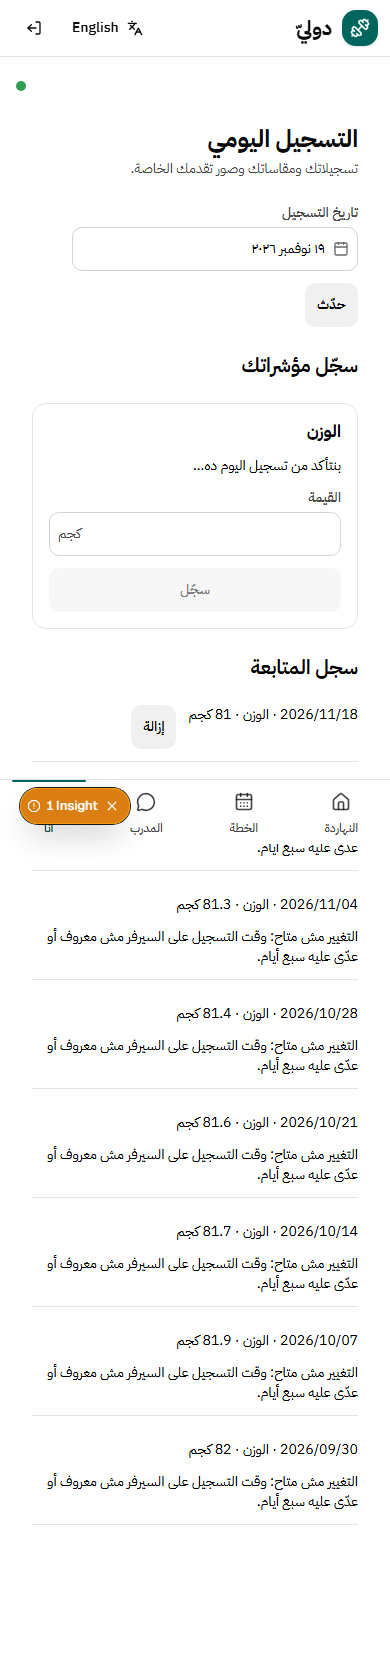 دوليّ
English
التسجيل اليومي
تسجيلاتك ومقاساتك وصور تقدمك الخاصة.
تاريخ التسجيل
١٩ نوفمبر ٢٠٢٦
حدّث
سجّل مؤشراتك
الوزن
بنتأكد من تسجيل اليوم ده...
القيمة
كجم
سجّل
سجل المتابعة
2026/11/18 · الوزن · 81 كجم
إزالة
النهاردة
الخطة
المدرب
أنا
1 Insight
عدّى عليه سبع أيام.
2026/11/04 · الوزن · 81.3 كجم
التغيير مش متاح: وقت التسجيل على السيرفر مش معروف أو
عدّى عليه سبع أيام.
2026/10/28 · الوزن · 81.4 كجم
التغيير مش متاح: وقت التسجيل على السيرفر مش معروف أو
عدّى عليه سبع أيام.
2026/10/21 · الوزن · 81.6 كجم
التغيير مش متاح: وقت التسجيل على السيرفر مش معروف أو
عدّى عليه سبع أيام.
2026/10/14 · الوزن · 81.7 كجم
التغيير مش متاح: وقت التسجيل على السيرفر مش معروف أو
عدّى عليه سبع أيام.
2026/10/07 · الوزن · 81.9 كجم
التغيير مش متاح: وقت التسجيل على السيرفر مش معروف أو
عدّى عليه سبع أيام.
2026/09/30 · الوزن · 82 كجم
التغيير مش متاح: وقت التسجيل على السيرفر مش معروف أو
عدّى عليه سبع أيام.